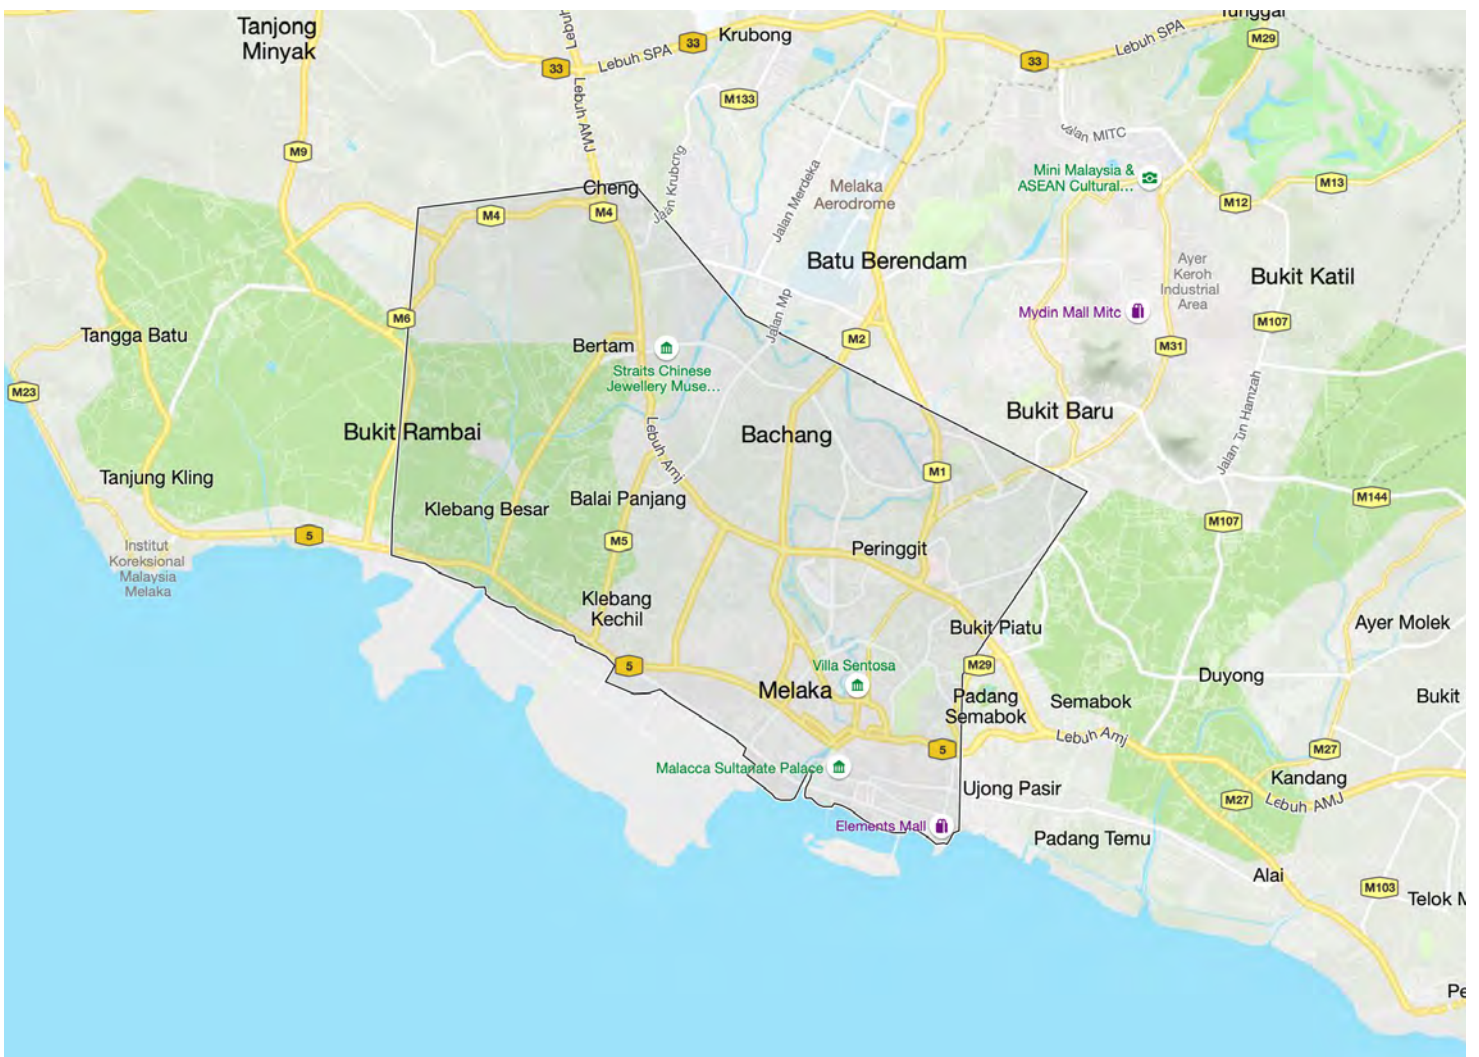 Tanjong
Minyak
Krubong
Tunggal
M29
Lebuh SPA
33
Lebuh SPA
33
33
Lebuh AMJ
M133
Jalan MITC
M9
Mini Malaysia &
ASEAN Cultural...
M13
M12
Melaka
Aerodrome
Jalan Merdeka
Cheng
M4
M4
Batu Berendam
Ayer
Keroh
Industrial
Area
Bukit Katil
Mydin Mall Mitc
M107
M6
Jalan Mp
Tangga Batu
Bertam
M2
M31
Straits Chinese
Jewellery Muse...
M23
Bukit Baru
Jalan Tun Hamzah
Bukit Rambai
Bachang
Lebuh Amj
M1
Tanjung Kling
M144
Klebang Besar
Balai Panjang
M107
5
M5
Peringgit
Institut
Koreksional
Malaysia
Melaka
Klebang
Kechil
Bukit Piatu
Ayer Molek
5
Villa Sentosa
M29
Duyong
Melaka
Padang
Semabok
Semabok
Bukit
5
Lebuh Amj
M27
Malacca Sultanate Palace
Ujong Pasir
Kandang
M27
Lebuh AMJ
Elements Mall
Padang Temu
Alai
M103
Telok M
Pe